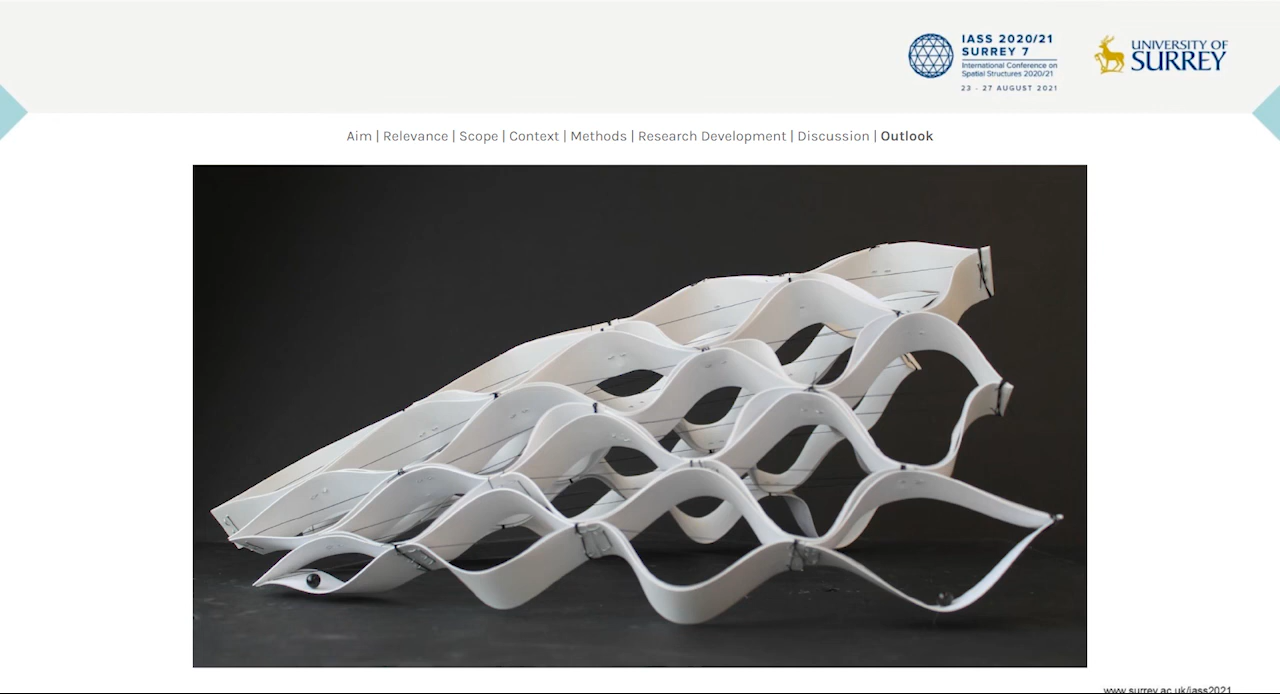 IASS 2020/21
SURREY 7
International Conference on
Spatial Structures 2020/21
23 - 27 AUGUST 2021
UNIVERSITY OF
SURREY
Aim | Relevance | Scope | Context | Methods | Research Development | Discussion | Outlook
www.surrey.ac.uk/iass2021